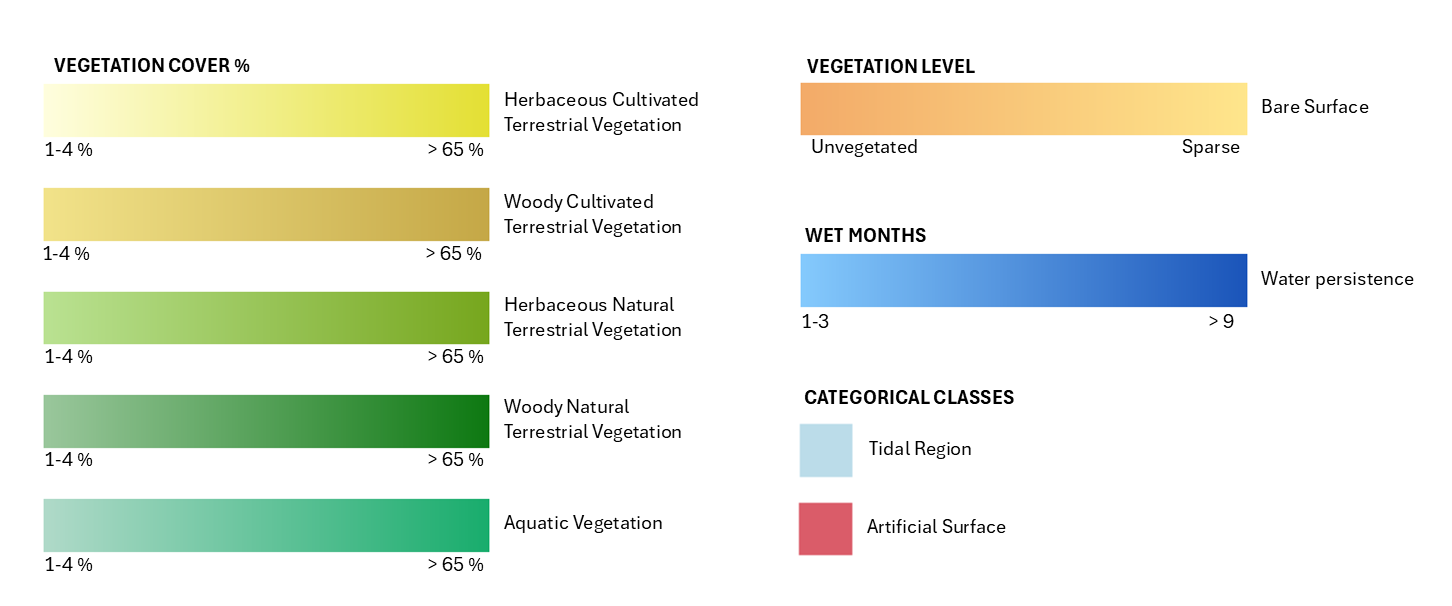 VEGETATION COVER %
Herbaceous Cultivated
Terrestrial Vegetation
1-4 %
> 65 %
Woody Cultivated
Terrestrial Vegetation
1-4 %
> 65 %
Herbaceous Natural
Terrestrial Vegetation
1-4 %
> 65 %
Woody Natural
Terrestrial Vegetation
1-4 %
> 65 %
Aquatic Vegetation
1-4 %
> 65 %
VEGETATION LEVEL
Bare Surface
Unvegetated
Sparse
WET MONTHS
Water persistence
1-3
> 9
CATEGORICAL CLASSES
Tidal Region
Artificial Surface